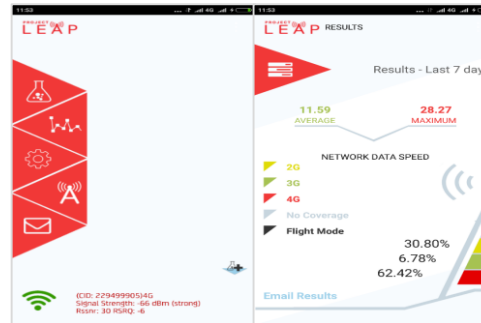 11:53
4G
PROJECT
LEAP
(CID: 229499905)4G
Signal Strength: -66 dBm (strong)
Rssnr: 30 RSRQ: -6
11:53
4G
PROJECT
LEAP RESULTS
Results - Last 7 day
11.59 28.27
AVERAGE MAXIMUM
NETWORK DATA SPEED
2G
3G
4G
No Coverage
Flight Mode
30.80%
6.78%
62.42%
Email Results